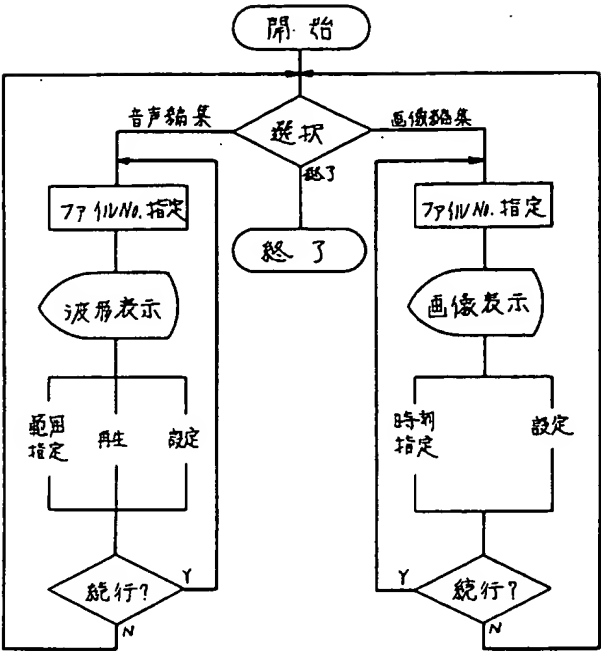 開始
音声編集
選択
画像編集
終了
ファイルNo.指定
ファイルNo.指定
終了
波形表示
画像表示
範囲
指定
再生
設定
時刻
指定
設定
続行?
Y
N
続行?
Y
N